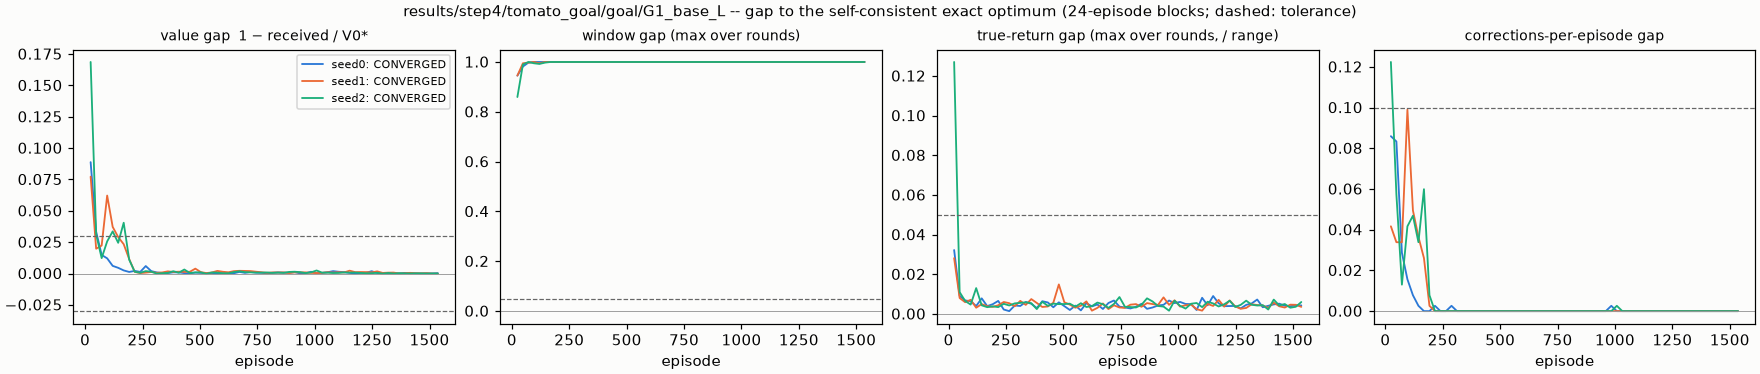 results/step4/tomato_goal/goal/G1_base_L -- gap to the self-consistent exact optimum (24-episode blocks; dashed: tolerance)
value gap 1 − received / V0*
0.175
0.150
0.125
0.100
0.075
0.050
0.025
0.000
−0.025
seed0: CONVERGED
seed1: CONVERGED
seed2: CONVERGED
0 250 500 750 1000 1250 1500
episode
window gap (max over rounds)
1.0
0.8
0.6
0.4
0.2
0.0
0 250 500 750 1000 1250 1500
episode
true-return gap (max over rounds, / range)
0.12
0.10
0.08
0.06
0.04
0.02
0.00
0 250 500 750 1000 1250 1500
episode
corrections-per-episode gap
0.12
0.10
0.08
0.06
0.04
0.02
0.00
0 250 500 750 1000 1250 1500
episode